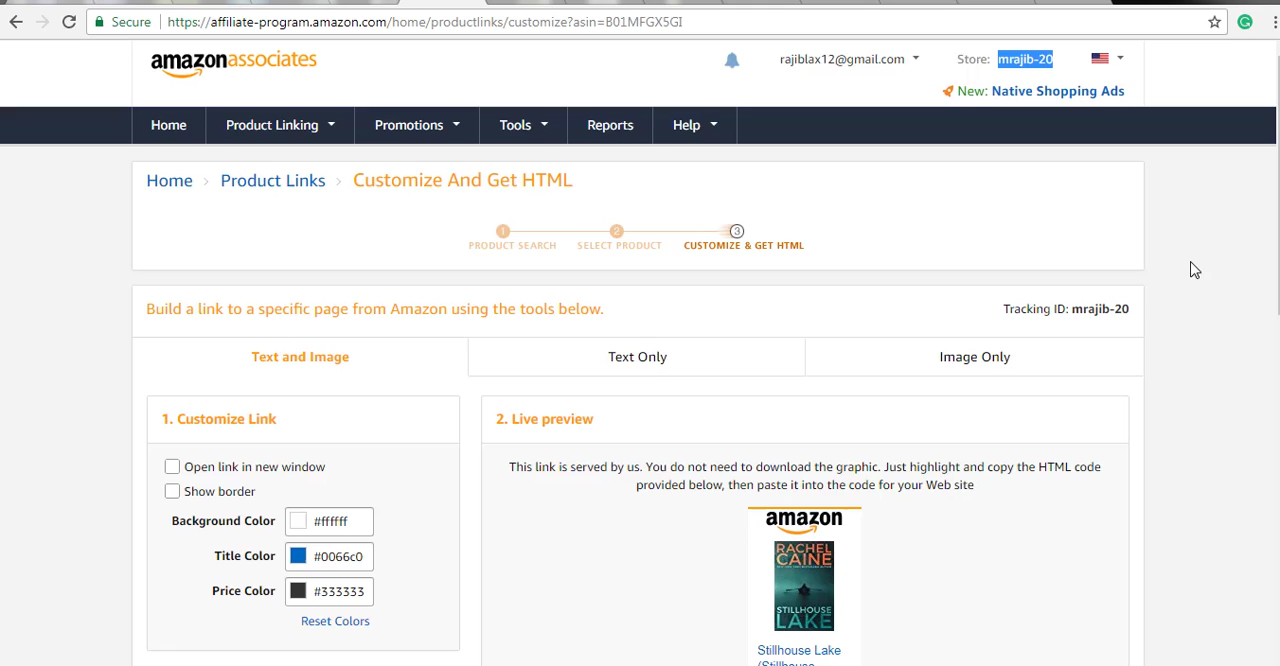 Secure https://affiliate-program.amazon.com/home/productlinks/customize?asin=B01MFGX5GI
amazonassociates rajiblax12@gmail.com Store: mrajib-20
New: Native Shopping Ads
Home Product Linking Promotions Tools Reports Help
Home › Product Links › Customize And Get HTML
1 2 3
PRODUCT SEARCH SELECT PRODUCT CUSTOMIZE & GET HTML
Build a link to a specific page from Amazon using the tools below. Tracking ID: mrajib-20
Text and Image Text Only Image Only
1. Customize Link
Open link in new window
Show border
Background Color #ffffff
Title Color #0066c0
Price Color #333333
Reset Colors
2. Live preview
This link is served by us. You do not need to download the graphic. Just highlight and copy the HTML code
provided below, then paste it into the code for your Web site
amazon
RACHEL
CAINE
STILLHOUSE
LAKE
Stillhouse Lake
(Stillhouse